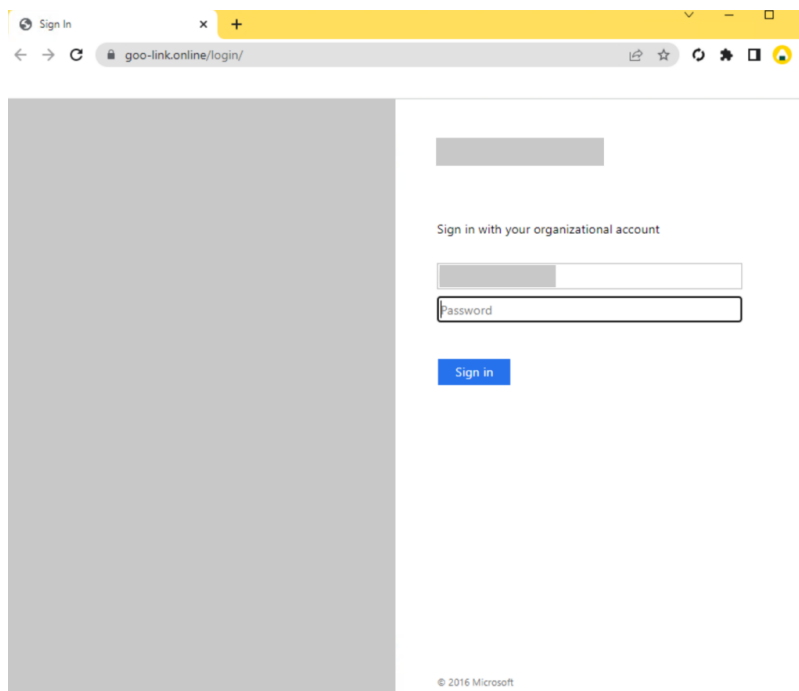 Sign In
goo-link.online/login/
Sign in with your organizational account
Password
Sign in
© 2016 Microsoft